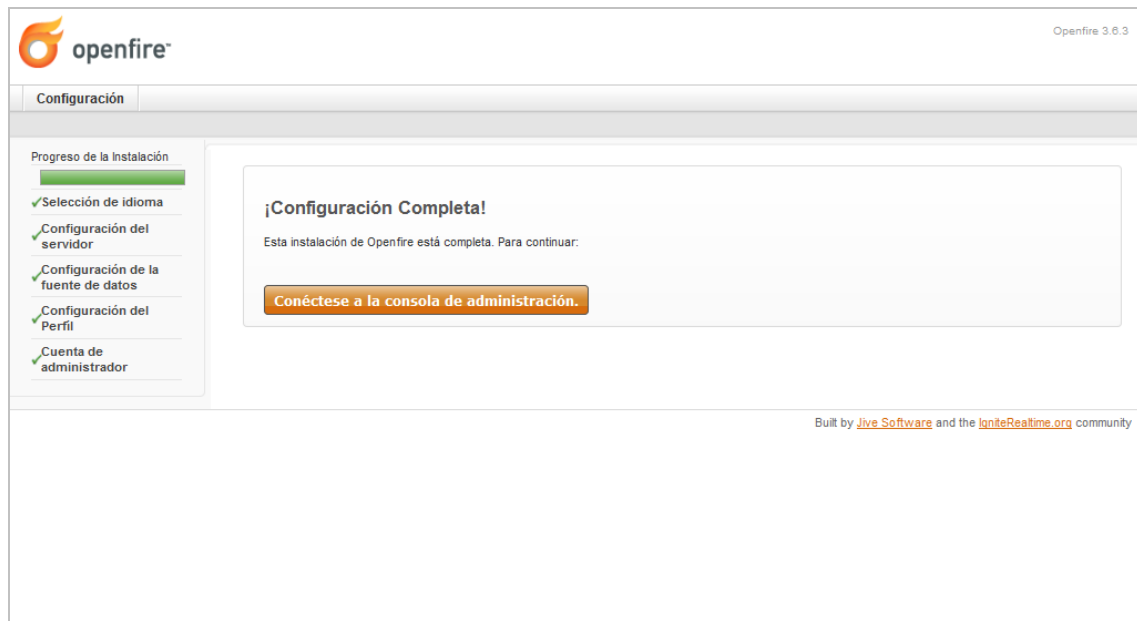 openfire™
Openfire 3.6.3
Configuración
Progreso de la Instalación
Selección de idioma
Configuración del
servidor
Configuración de la
fuente de datos
Configuración del
Perfil
Cuenta de
administrador
¡Configuración Completa!
Esta instalación de Openfire está completa. Para continuar:
Conéctese a la consola de administración.
Built by Jive Software and the IgniteRealtime.org community